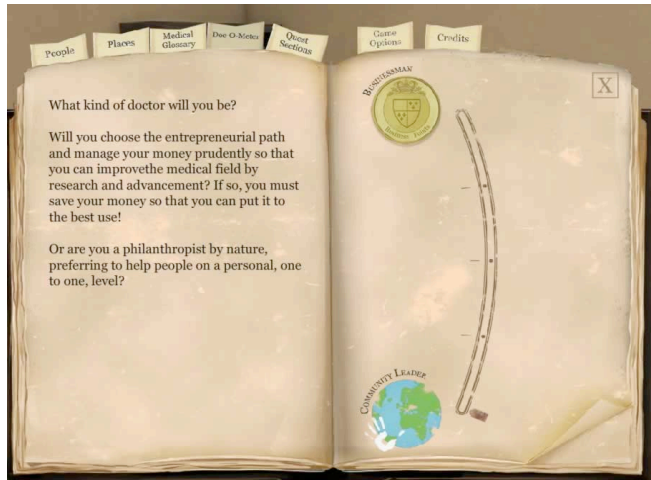 People
Places
Medical
Glossary
Doc-O-Meter
Quest
Sections
Game
Options
Credits
What kind of doctor will you be?
Will you choose the entrepreneurial path
and manage your money prudently so that
you can improvethe medical field by
research and advancement? If so, you must
save your money so that you can put it to
the best use!
Or are you a philanthropist by nature,
preferring to help people on a personal, one
to one, level?
BUSINESSMAN
X
COMMUNITY LEADER